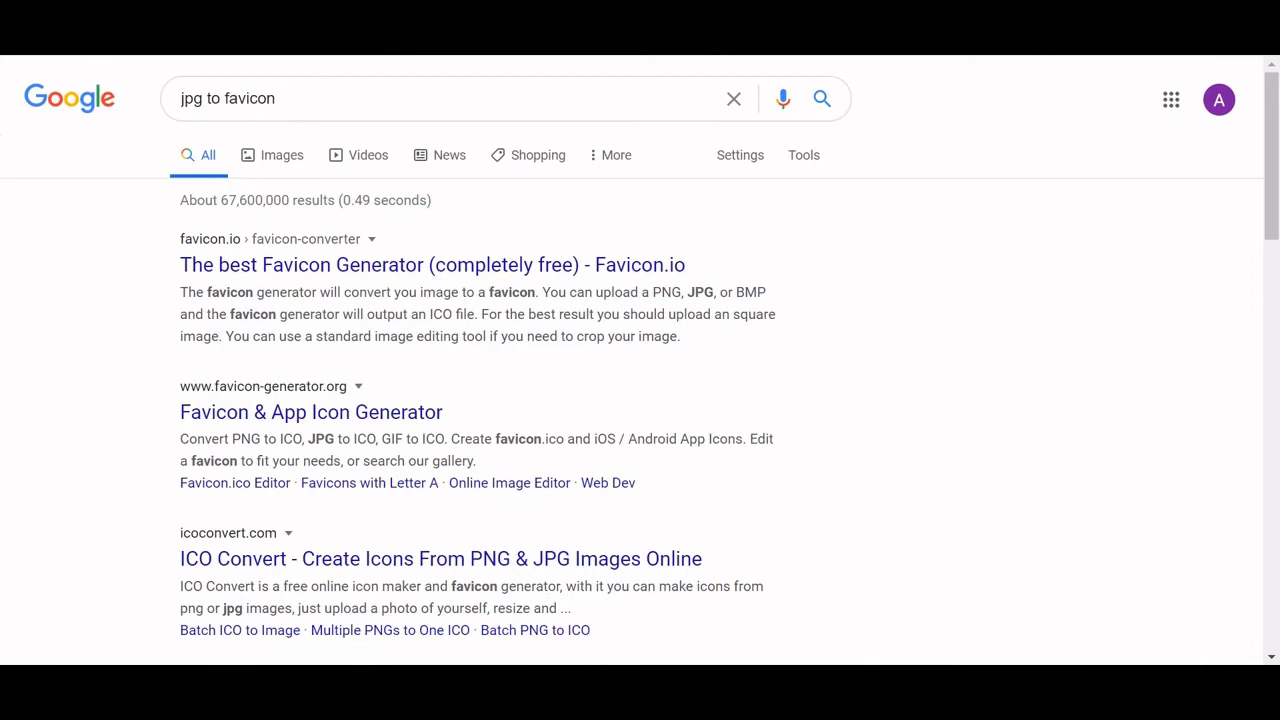 Google
jpg to favicon
A
All Images Videos News Shopping More Settings Tools
About 67,600,000 results (0.49 seconds)
favicon.io › favicon-converter
The best Favicon Generator (completely free) - Favicon.io
The favicon generator will convert you image to a favicon. You can upload a PNG, JPG, or BMP
and the favicon generator will output an ICO file. For the best result you should upload an square
image. You can use a standard image editing tool if you need to crop your image.
www.favicon-generator.org
Favicon & App Icon Generator
Convert PNG to ICO, JPG to ICO, GIF to ICO. Create favicon.ico and iOS / Android App Icons. Edit
a favicon to fit your needs, or search our gallery.
Favicon.ico Editor · Favicons with Letter A · Online Image Editor · Web Dev
icoconvert.com
ICO Convert - Create Icons From PNG & JPG Images Online
ICO Convert is a free online icon maker and favicon generator, with it you can make icons from
png or jpg images, just upload a photo of yourself, resize and ...
Batch ICO to Image · Multiple PNGs to One ICO · Batch PNG to ICO